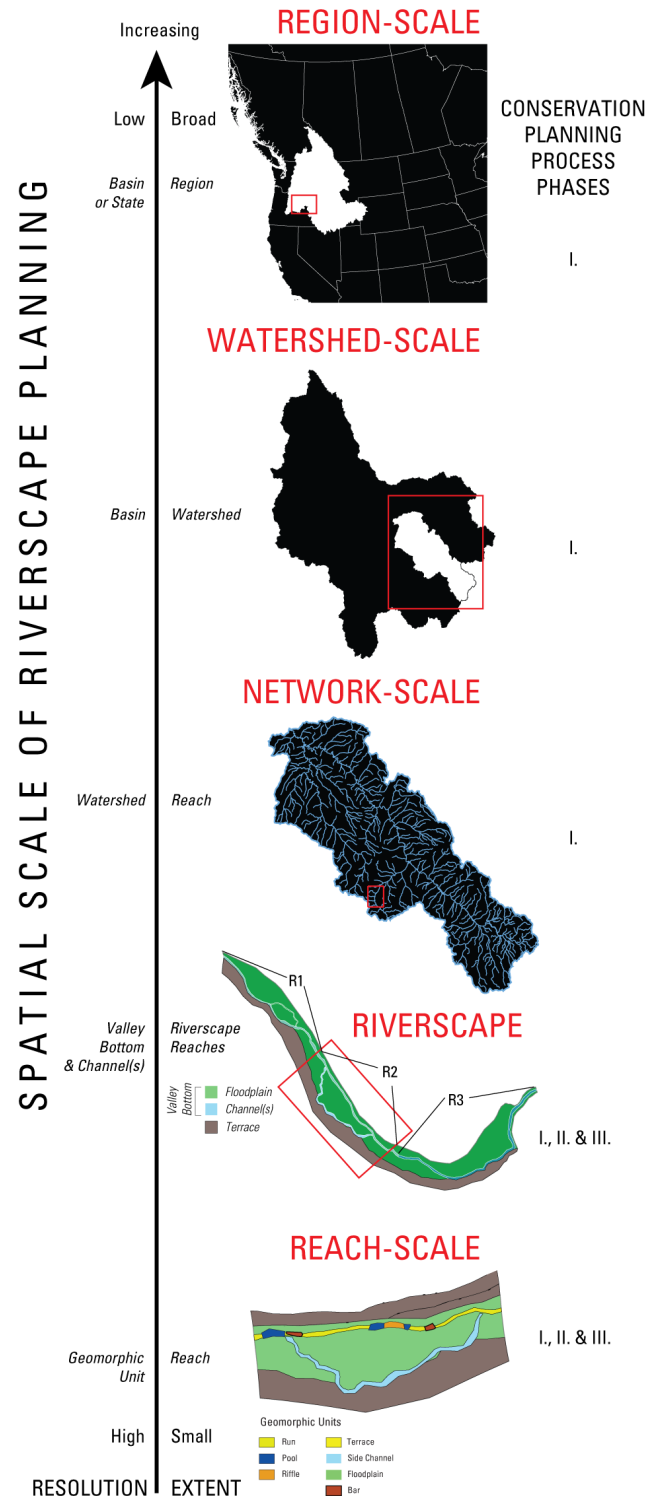 SPATIAL SCALE OF RIVERSCAPE PLANNING
Increasing
REGION-SCALE
Low Broad
CONSERVATION
PLANNING
PROCESS
PHASES
Basin
or State
Region
I.
WATERSHED-SCALE
Basin Watershed
I.
NETWORK-SCALE
Watershed Reach
I.
R1
RIVERSCAPE
Valley
Bottom
& Channel(s)
Riverscape
Reaches
R2
R3
Valley
Bottom
Floodplain
Channel(s)
Terrace
I., II. & III.
REACH-SCALE
I., II. & III.
Geomorphic
Unit
Reach
High Small
Geomorphic Units
Run Terrace
Pool Side Channel
Riffle Floodplain
Bar
RESOLUTION EXTENT